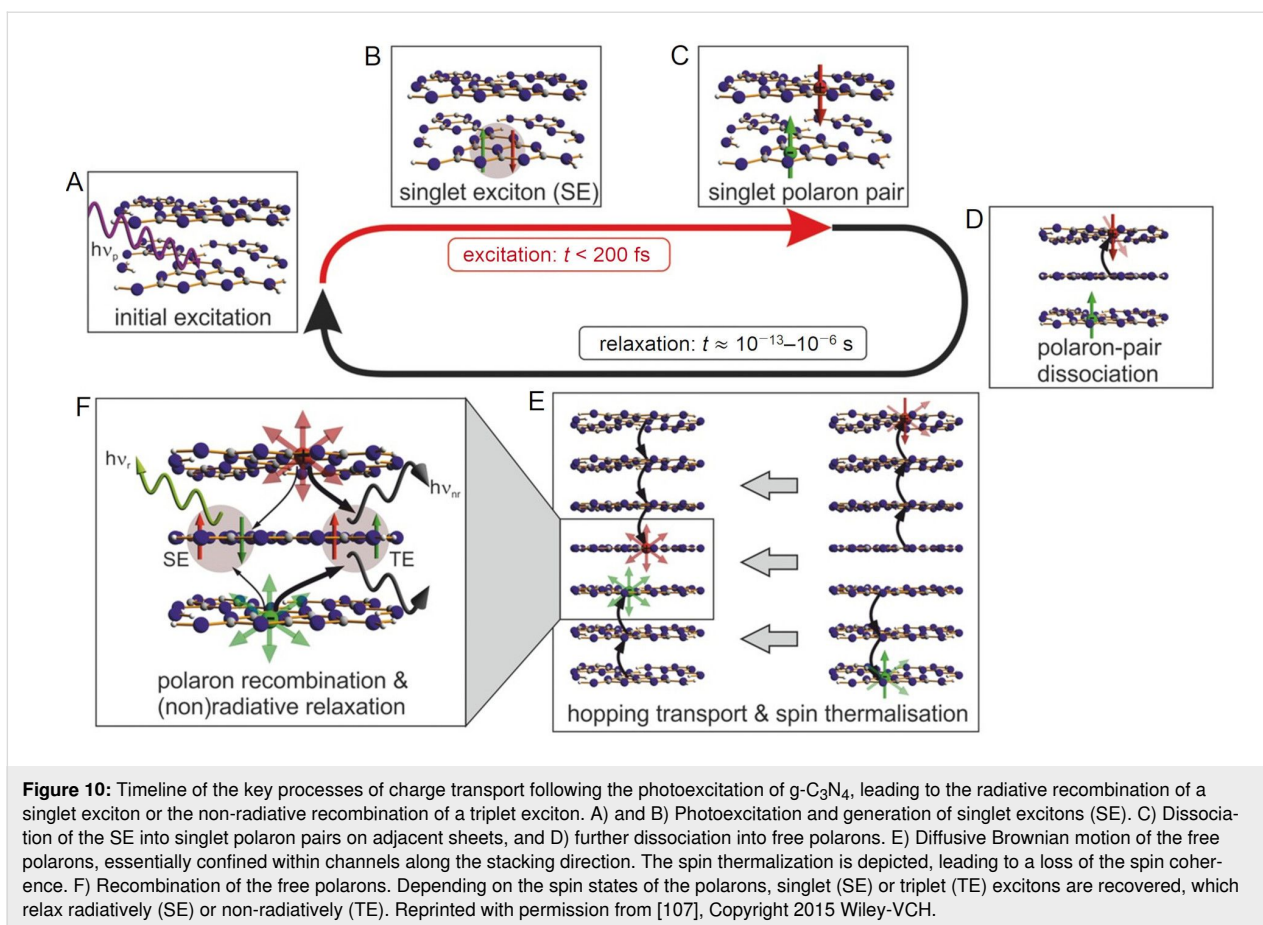 B
singlet exciton (SE)
C
singlet polaron pair
A
hνₚ
initial excitation
excitation: t < 200 fs
relaxation: t ≈ 10⁻¹³–10⁻⁶ s
D
polaron-pair
dissociation
F
hνᵣ
hνₙᵣ
SE
TE
polaron recombination &
(non)radiative relaxation
E
hopping transport & spin thermalisation
Figure 10: Timeline of the key processes of charge transport following the photoexcitation of g-C₃N₄, leading to the radiative recombination of a
singlet exciton or the non-radiative recombination of a triplet exciton. A) and B) Photoexcitation and generation of singlet excitons (SE). C) Dissocia-
tion of the SE into singlet polaron pairs on adjacent sheets, and D) further dissociation into free polarons. E) Diffusive Brownian motion of the free
polarons, essentially confined within channels along the stacking direction. The spin thermalization is depicted, leading to a loss of the spin coher-
ence. F) Recombination of the free polarons. Depending on the spin states of the polarons, singlet (SE) or triplet (TE) excitons are recovered, which
relax radiatively (SE) or non-radiatively (TE). Reprinted with permission from [107], Copyright 2015 Wiley-VCH.